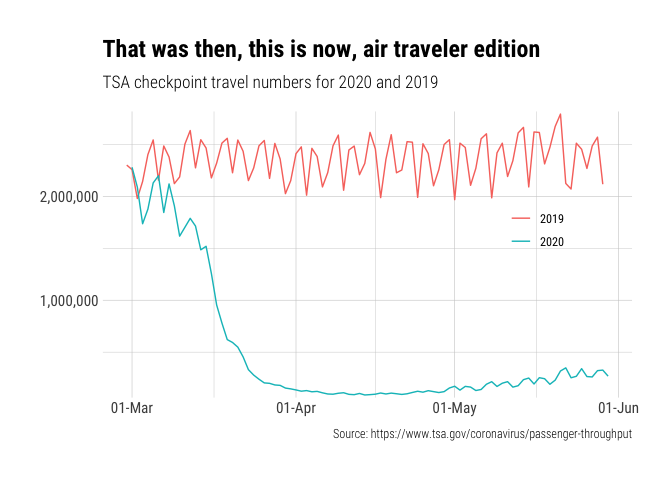 That was then, this is now, air traveler edition
TSA checkpoint travel numbers for 2020 and 2019
2,000,000
2019
2020
1,000,000
01-Mar
01-Apr
01-May
01-Jun
Source: https://www.tsa.gov/coronavirus/passenger-throughput